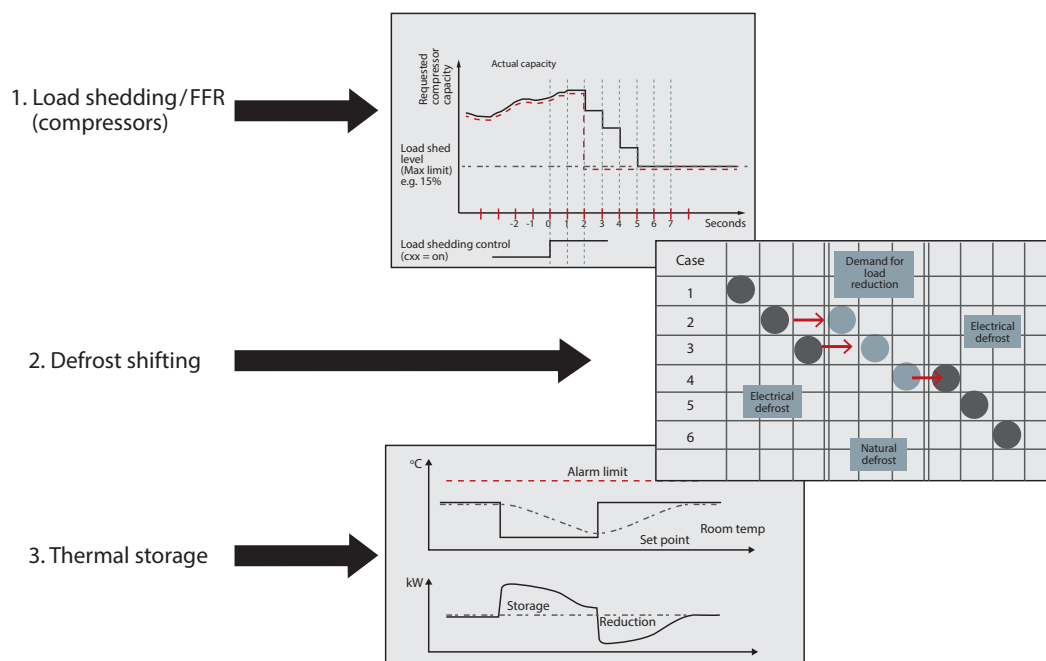 1. Load shedding/FFR
(compressors)
Requested
compressor
capacity
Actual capacity
Load shed
level
(Max limit)
e.g. 15%
-2 -1 0 1 2 3 4 5 6 7
Seconds
Load shedding control
(cxx = on)
2. Defrost shifting
Case
1
2
3
4
5
6
Demand for
load
reduction
Electrical
defrost
Electrical
defrost
Natural
defrost
3. Thermal storage
°C
Alarm limit
Room temp
Set point
kW
Storage
Reduction